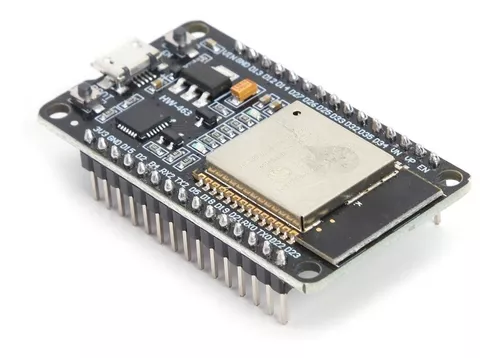 VIN GND D13 D12 D14 D27 D26 D25 D33 D32 D35 D34 VN VP EN
HW-463
3V3 GND D15 D2 D4 RX2 TX2 D5 D18 D19 D21 RX0 TX0 D22 D23